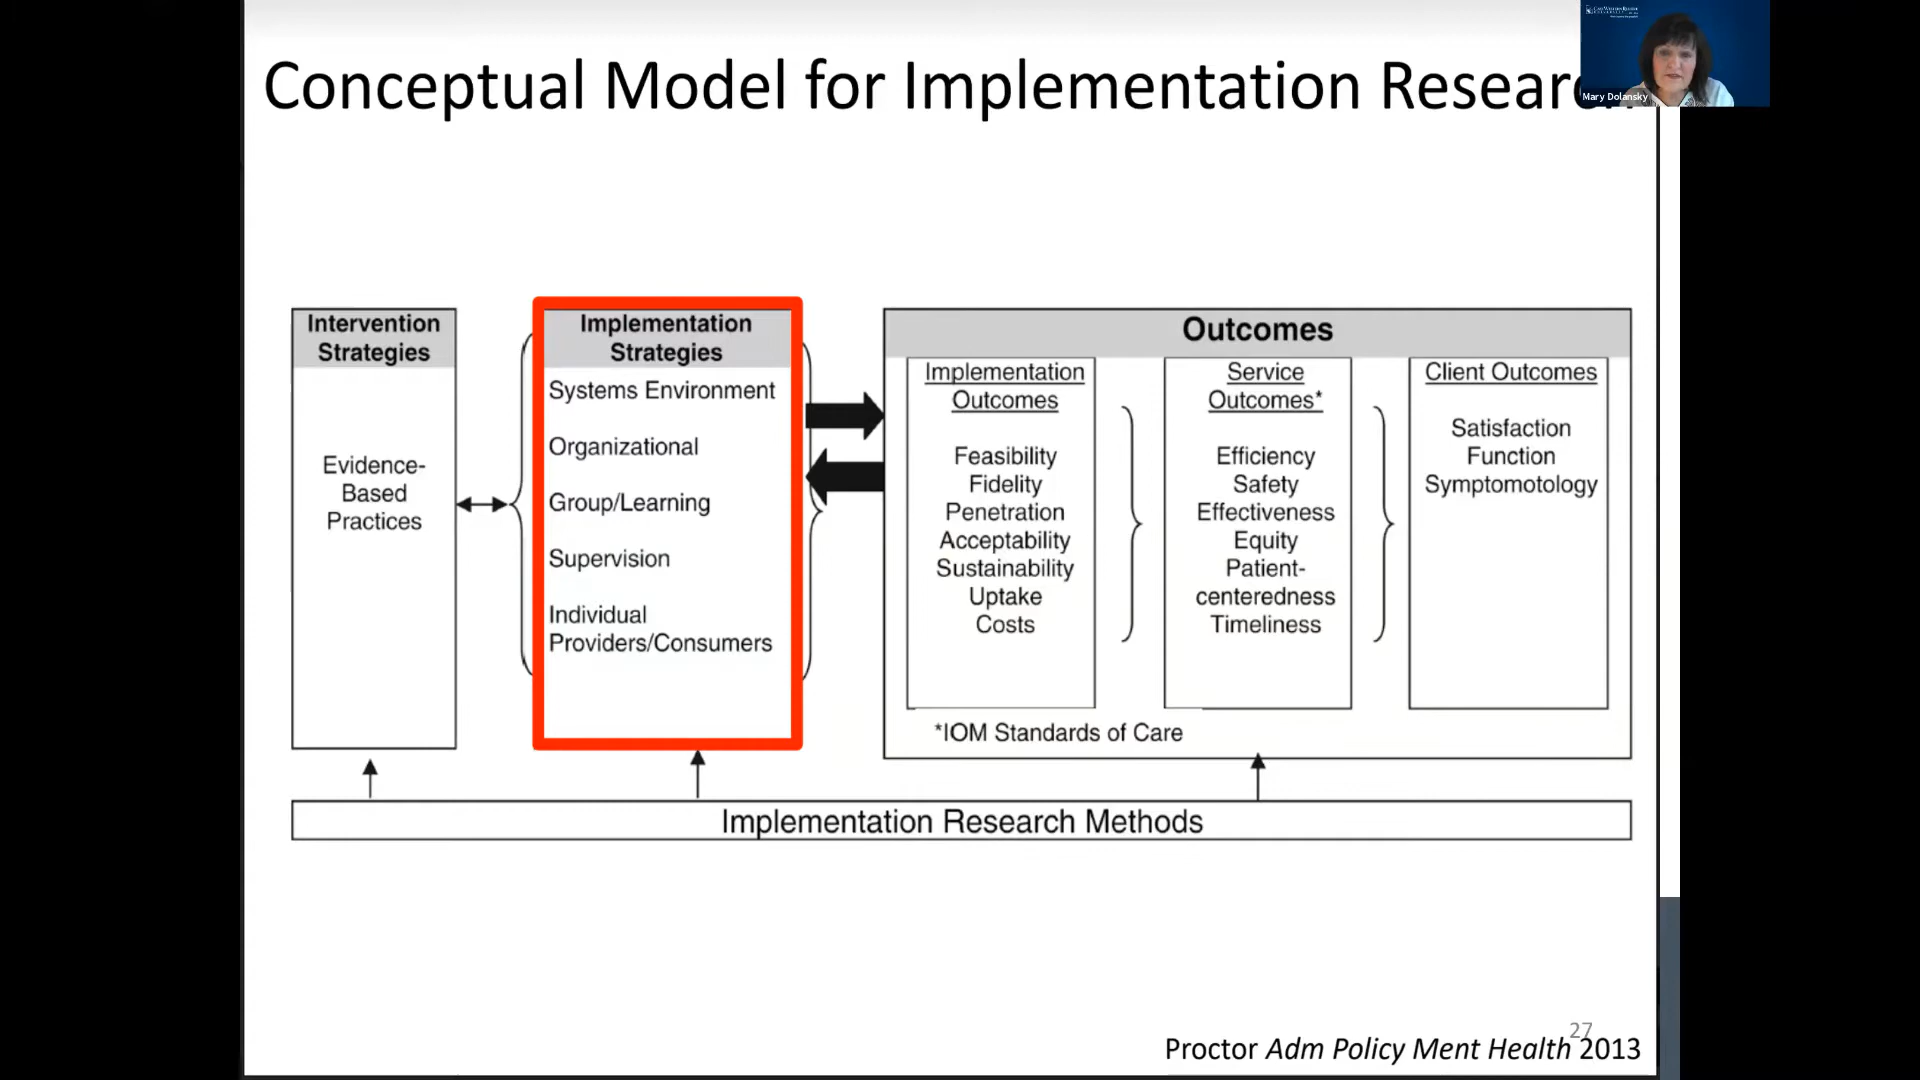 Conceptual Model for Implementation Research
CASE WESTERN RESERVE
Mary Dolansky
Intervention
Strategies
Evidence-
Based
Practices
Implementation
Strategies
Systems Environment
Organizational
Group/Learning
Supervision
Individual
Providers/Consumers
Outcomes
Implementation
Outcomes
Feasibility
Fidelity
Penetration
Acceptability
Sustainability
Uptake
Costs
Service
Outcomes*
Efficiency
Safety
Effectiveness
Equity
Patient-
centeredness
Timeliness
Client Outcomes
Satisfaction
Function
Symptomotology
*IOM Standards of Care
Implementation Research Methods
27
Proctor Adm Policy Ment Health 2013